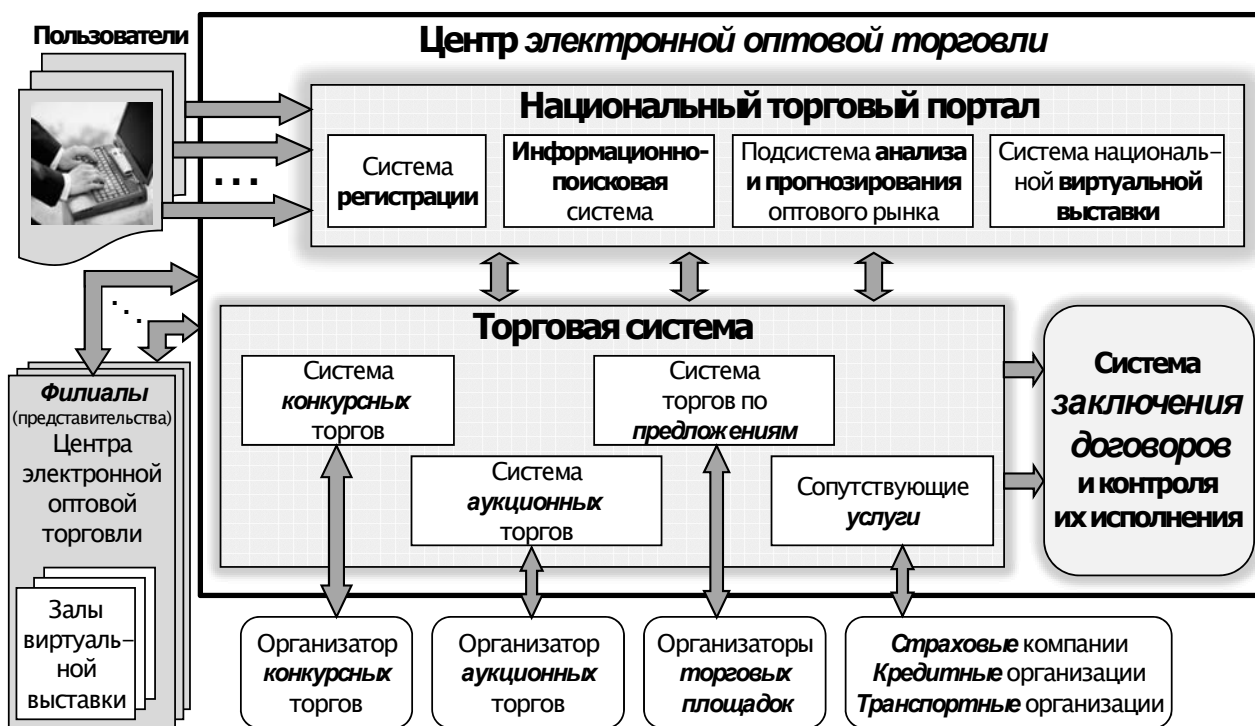 Пользователи
Центр электронной оптовой торговли
Национальный торговый портал
Система
регистрации
Информационно-
поисковая
система
Подсистема анализа
и прогнозирования
оптового рынка
Система националь-
ной виртуальной
выставки
...
Торговая система
Система
конкурсных
торгов
Система
торгов по
предложениям
Система
аукционных
торгов
Сопутствующие
услуги
Система
заключения
договоров
и контроля
их исполнения
Филиалы
(представительства)
Центра
электронной
оптовой
торговли
Залы
виртуаль-
ной
выставки
Организатор
конкурсных
торгов
Организатор
аукционных
торгов
Организаторы
торговых
площадок
Страховые компании
Кредитные организации
Транспортные организации